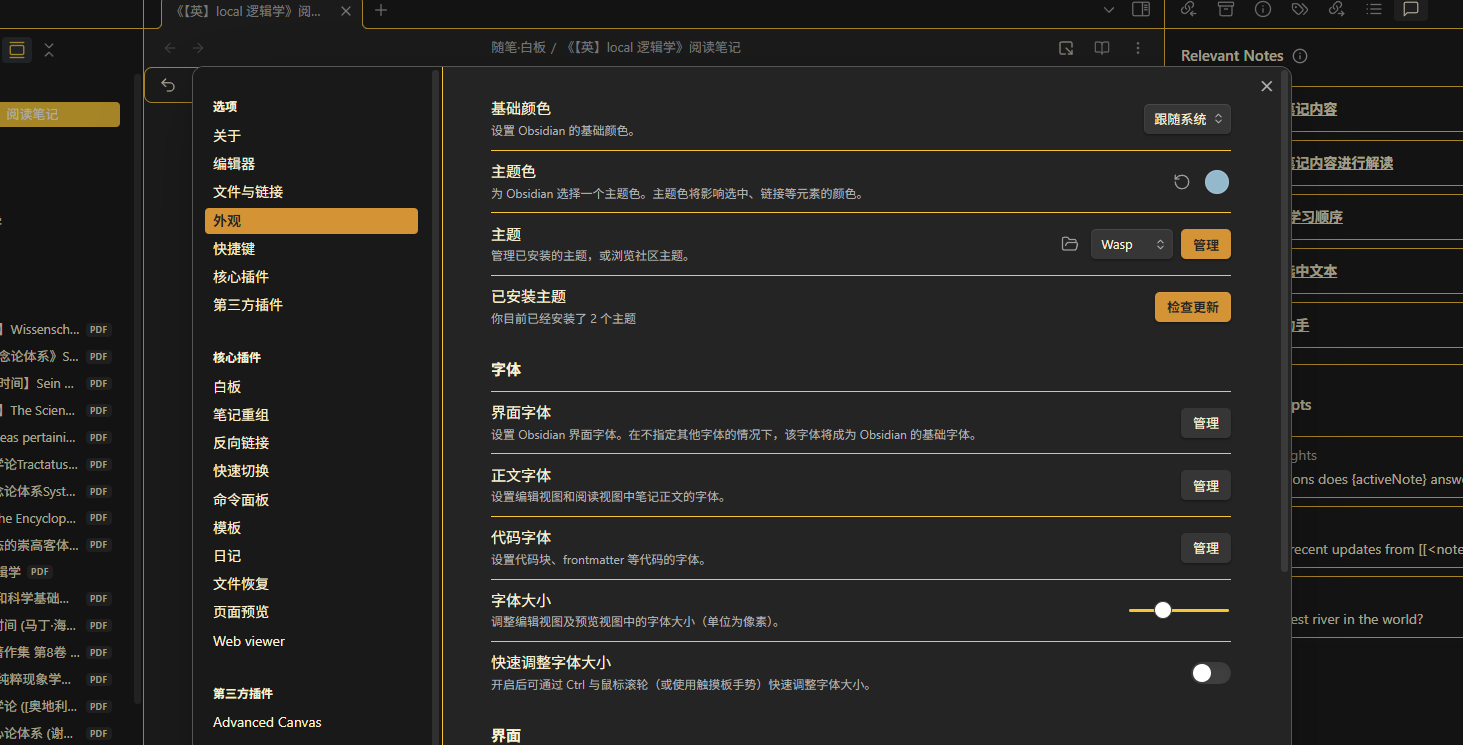 《【英】local 逻辑学》阅...
随笔·白板 / 《【英】local 逻辑学》阅读笔记
阅读笔记
Wissensch... PDF
念论体系》S... PDF
时间】Sein ... PDF
】The Scien... PDF
eas pertaini... PDF
学论Tractatus... PDF
念论体系Syst... PDF
he Encyclop... PDF
态的崇高客体... PDF
辑学 PDF
和科学基础... PDF
时间 (马丁·海... PDF
著作集 第8卷 ... PDF
纯粹现象学... PDF
学论 ([奥地利... PDF
心论体系 (谢... PDF
选项
关于
编辑器
文件与链接
外观
快捷键
核心插件
第三方插件
核心插件
白板
笔记重组
反向链接
快速切换
命令面板
模板
日记
文件恢复
页面预览
Web viewer
第三方插件
Advanced Canvas
基础颜色
设置 Obsidian 的基础颜色。
跟随系统
主题色
为 Obsidian 选择一个主题色。主题色将影响选中、链接等元素的颜色。
主题
管理已安装的主题，或浏览社区主题。
Wasp
管理
已安装主题
你目前已经安装了 2 个主题
检查更新
字体
界面字体
设置 Obsidian 界面字体。在不指定其他字体的情况下，该字体将成为 Obsidian 的基础字体。
管理
正文字体
设置编辑视图和阅读视图中笔记正文的字体。
管理
代码字体
设置代码块、frontmatter 等代码的字体。
管理
字体大小
调整编辑视图及预览视图中的字体大小（单位为像素）。
快速调整字体大小
开启后可通过 Ctrl 与鼠标滚轮（或使用触摸板手势）快速调整字体大小。
界面
Relevant Notes
笔记内容
笔记内容进行解读
学习顺序
选中文本
助手
pts
ghts
ons does {activeNote} answ
recent updates from [[<note
est river in the world?